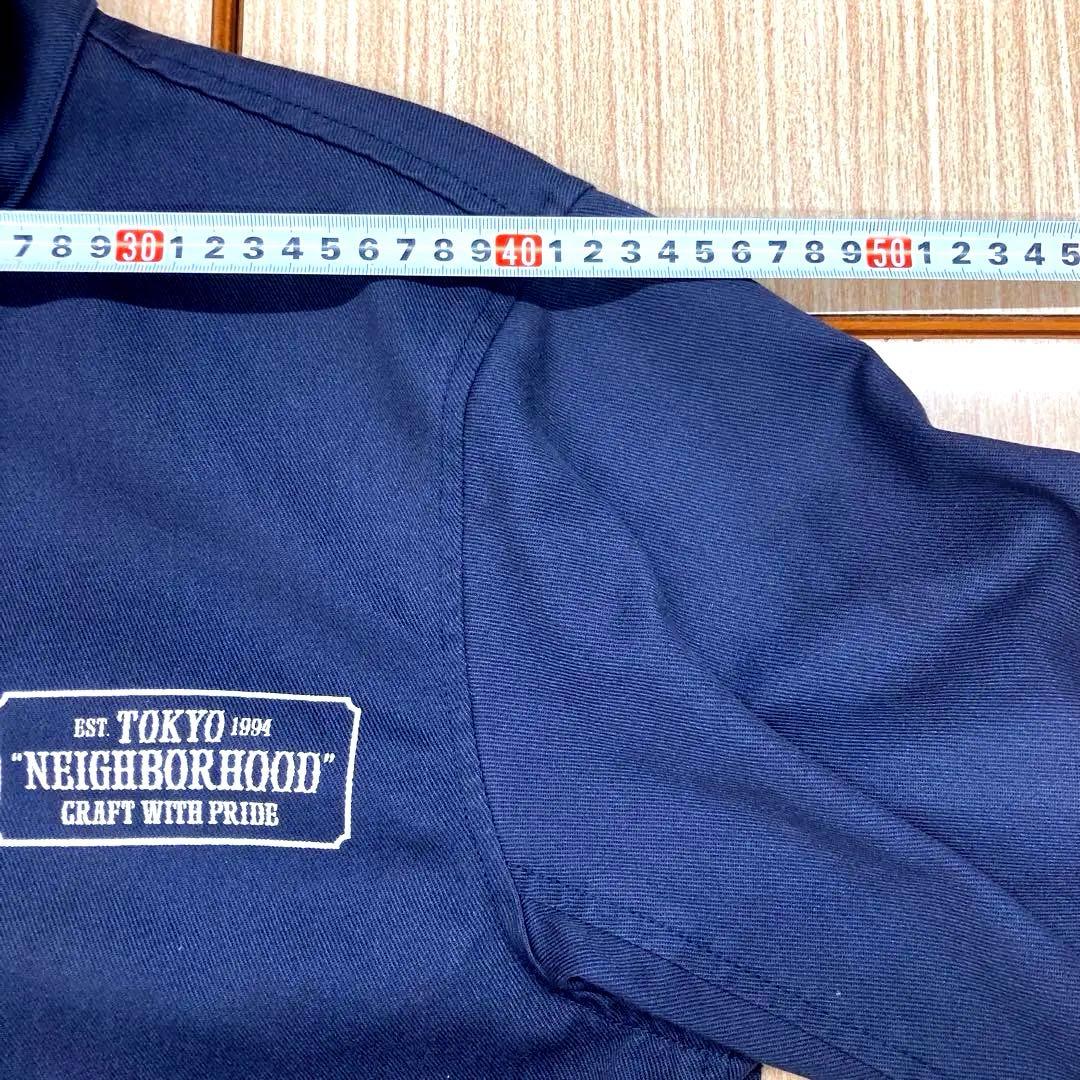 7 8 9 30 1 2 3 4 5 6 7 8 9 40 1 2 3 4 5 6 7 8 9 50 1 2 3 4 5
EST. TOKYO 1994
"NEIGHBORHOOD"
CRAFT WITH PRIDE